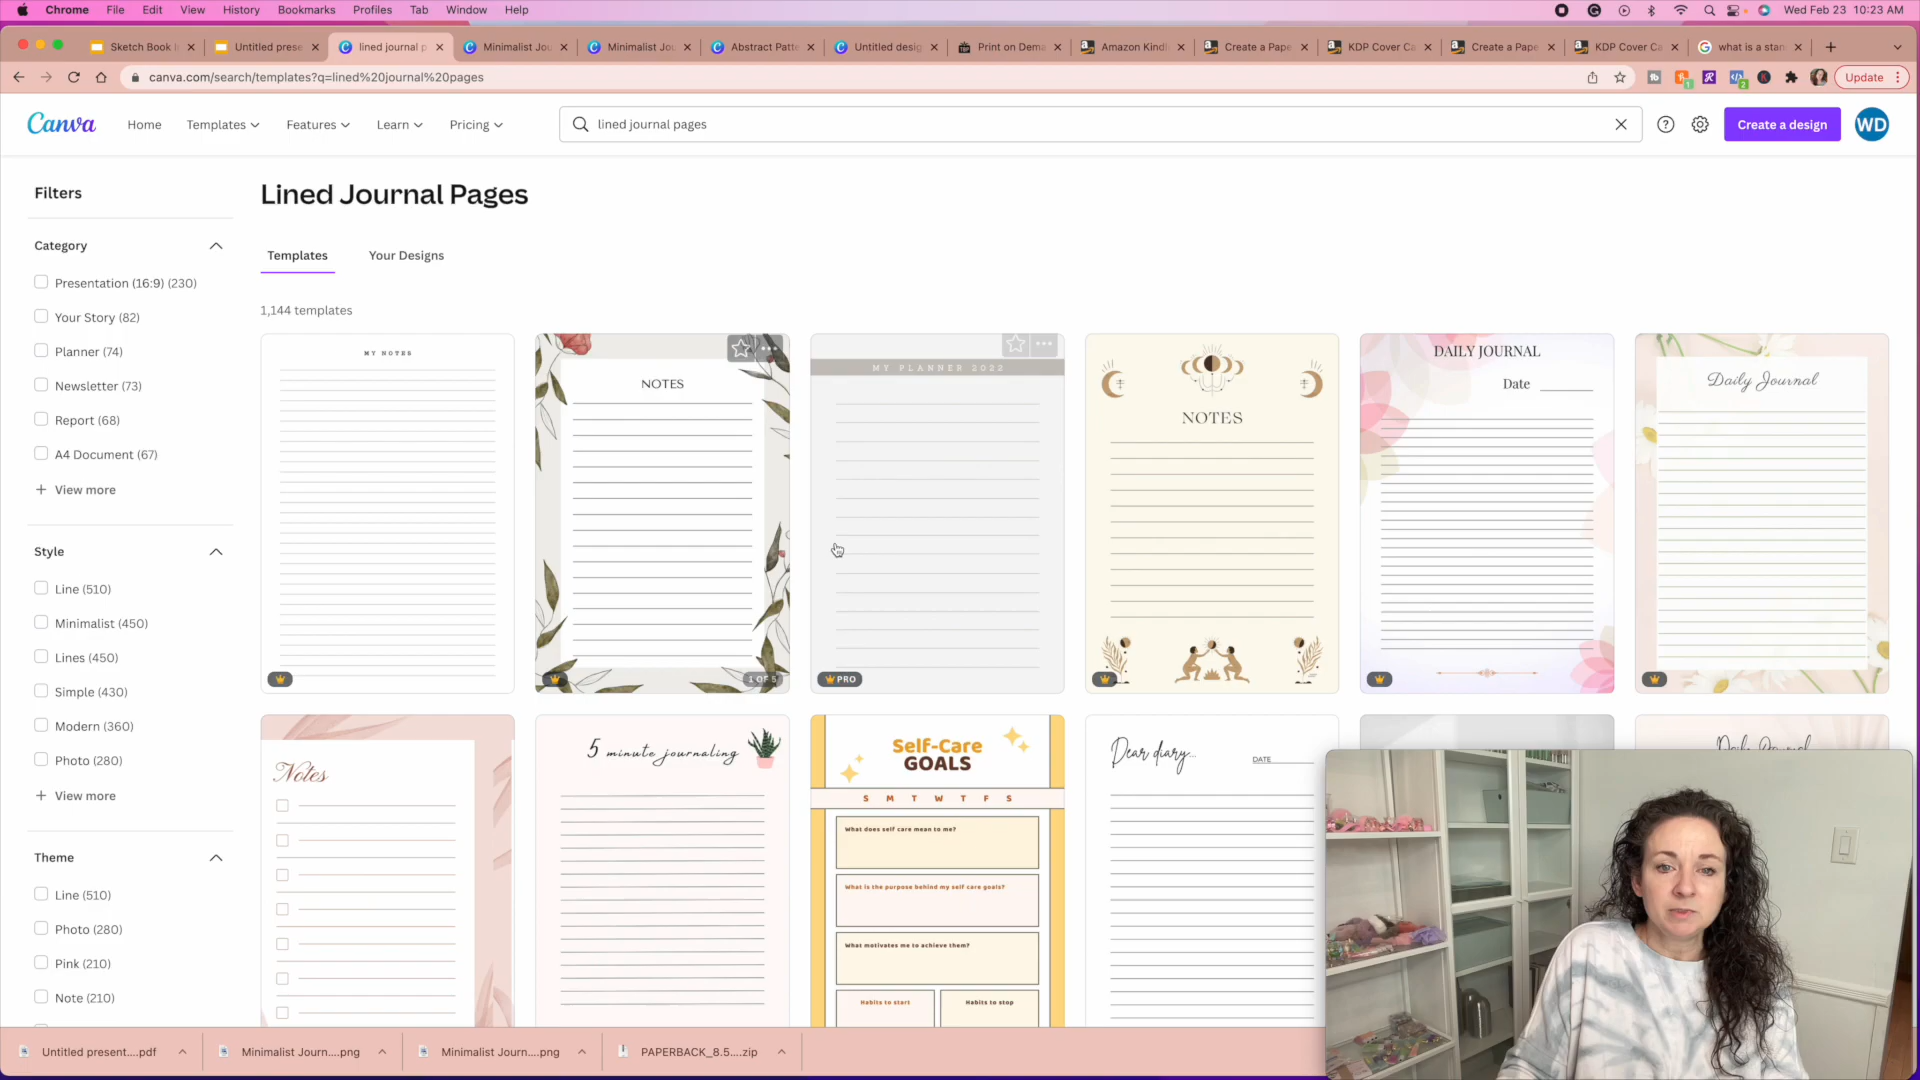 Chrome File Edit View History Bookmarks Profiles Tab Window Help Wed Feb 23 10:23 AM
Sketch Book I Untitled prese lined journal p Minimalist Jou Minimalist Jou Abstract Patte Untitled desig Print on Dema Amazon Kindl Create a Pape KDP Cover Ca Create a Pape KDP Cover Ca what is a stan
canva.com/search/templates?q=lined%20journal%20pages Update
Canva Home Templates Features Learn Pricing lined journal pages Create a design WD
Filters
Lined Journal Pages
Category
Templates Your Designs
Presentation (16:9) (230)
1,144 templates
Your Story (82)
Planner (74)
Newsletter (73)
Report (68)
A4 Document (67)
+ View more
Style
Line (510)
Minimalist (450)
Lines (450)
Simple (430)
Modern (360)
Photo (280)
+ View more
Theme
Line (510)
Photo (280)
Pink (210)
Note (210)
MY NOTES
NOTES
1 OF 5
MY PLANNER 2022
PRO
NOTES
DAILY JOURNAL
Date
Daily Journal
Notes
5 minute journaling
Self-Care
GOALS
S M T W T F S
What does self care mean to me?
What is the purpose behind my self care goals?
What motivates me to achieve them?
Habits to start Habits to stop
Dear diary...
DATE
Daily Journal
Untitled present....pdf Minimalist Journ....png Minimalist Journ....png PAPERBACK_8.5....zip